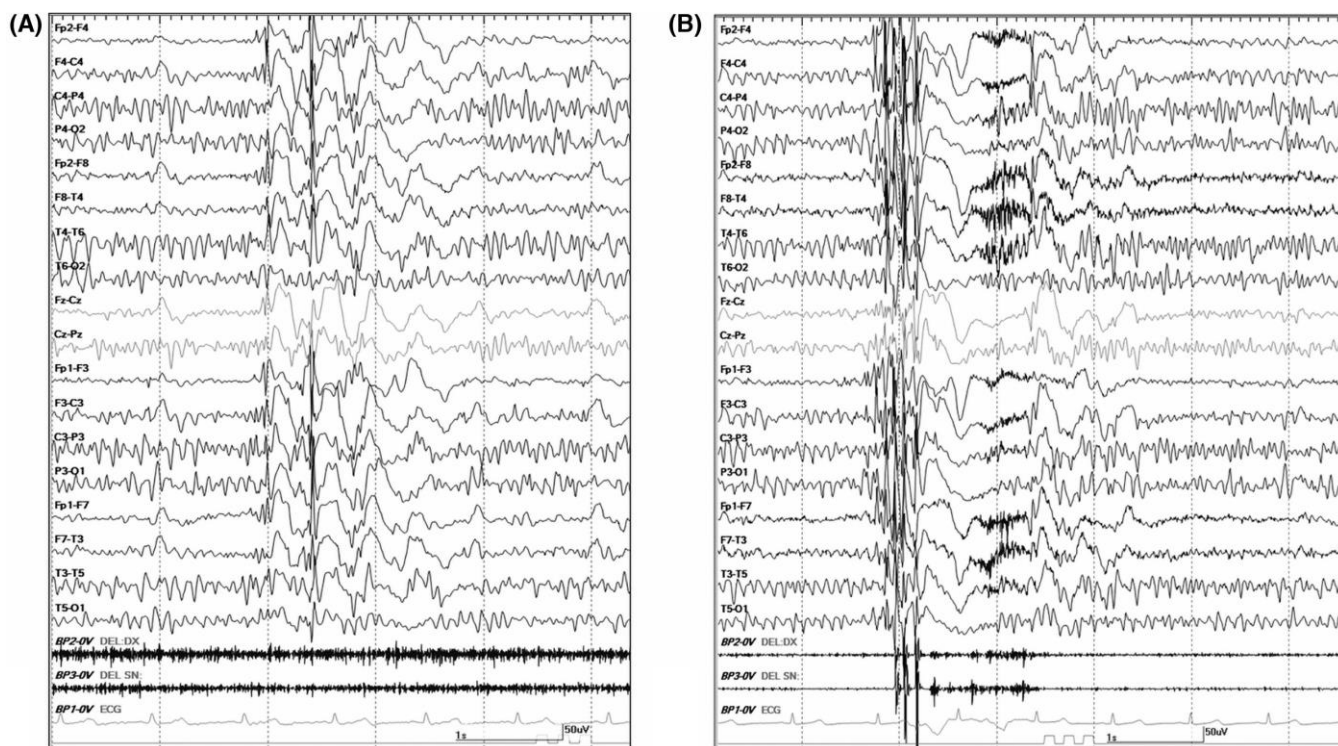 (A)
Fp2-F4
F4-C4
C4-P4
P4-O2
Fp2-F8
F8-T4
T4-T6
T6-O2
Fz-Cz
Cz-Pz
Fp1-F3
F3-C3
C3-P3
P3-O1
Fp1-F7
F7-T3
T3-T5
T5-O1
BP2-0V DEL:DX
BP3-0V DEL SN:
BP1-0V ECG
1s 50uV
(B)
Fp2-F4
F4-C4
C4-P4
P4-O2
Fp2-F8
F8-T4
T4-T6
T6-O2
Fz-Cz
Cz-Pz
Fp1-F3
F3-C3
C3-P3
P3-O1
Fp1-F7
F7-T3
T3-T5
T5-O1
BP2-0V DEL:DX
BP3-0V DEL SN:
BP1-0V ECG
1s 50uV